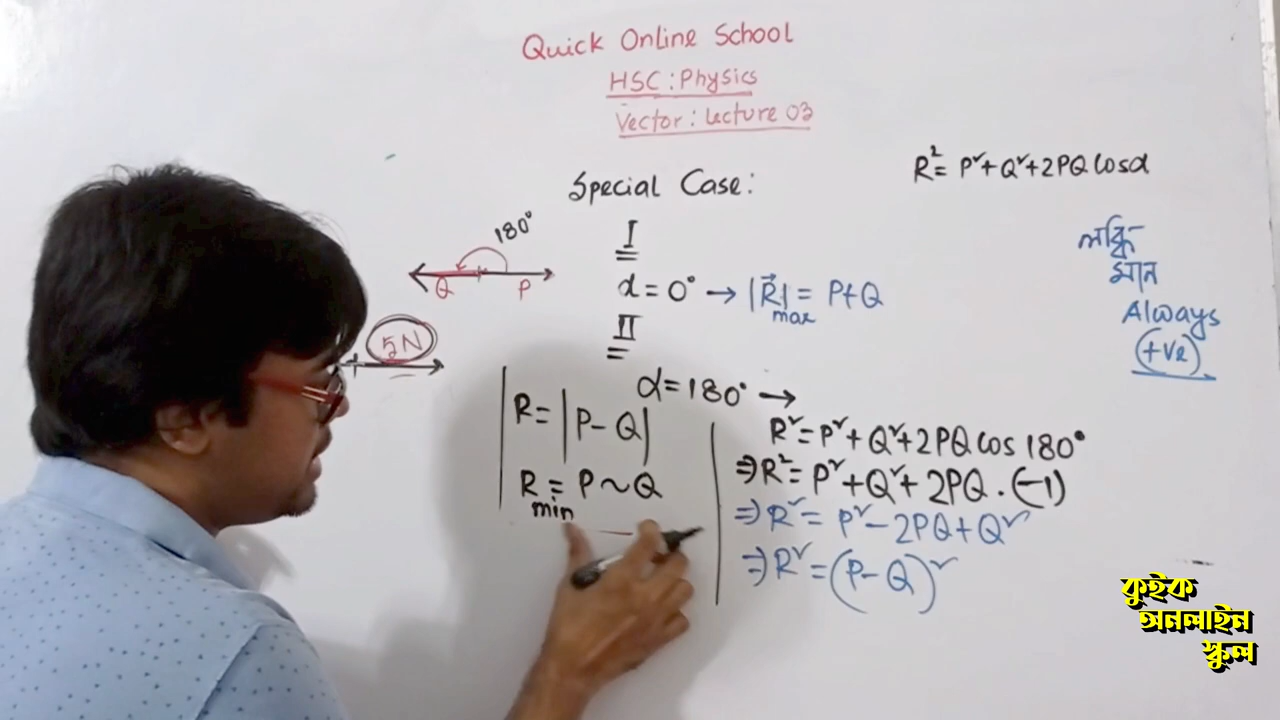 Quick Online School
HSC : Physics
Vector : Lecture 03
R²= P²+Q²+2PQ Cosα
Special Case :
I
α = 0° → |R⃗|max = P+Q
II
α = 180° →
180°
Q P
5N
লব্ধি-
মান
Always
(+ve)
R = |P-Q|
R min = P ~ Q
R² = P² + Q² + 2PQ cos 180°
⇒ R² = P² + Q² + 2PQ . (-1)
⇒ R² = P² - 2PQ + Q²
⇒ R² = (P - Q)²
কুইক
অনলাইন
স্কুল